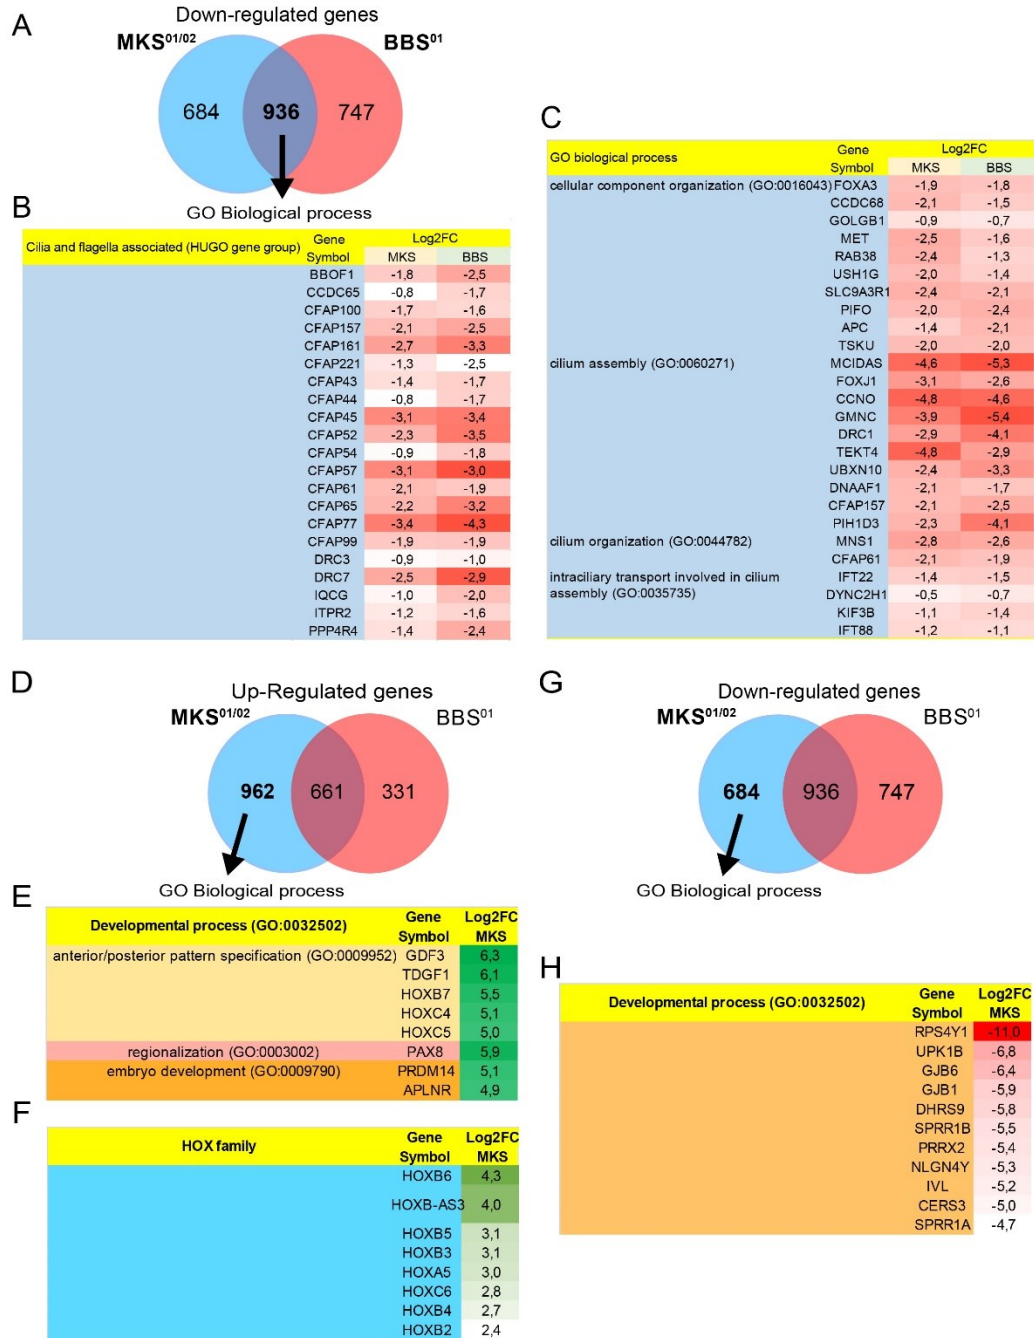 A
Down-regulated genes
MKS01/02
BBS01
684
936
747
GO Biological process
B
Cilia and flagella associated (HUGO gene group) Gene Symbol Log2FC
MKS BBS
BBOF1 -1,8 -2,5
CCDC65 -0,8 -1,7
CFAP100 -1,7 -1,6
CFAP157 -2,1 -2,5
CFAP161 -2,7 -3,3
CFAP221 -1,3 -2,5
CFAP43 -1,4 -1,7
CFAP44 -0,8 -1,7
CFAP45 -3,1 -3,4
CFAP52 -2,3 -3,5
CFAP54 -0,9 -1,8
CFAP57 -3,1 -3,0
CFAP61 -2,1 -1,9
CFAP65 -2,2 -3,2
CFAP77 -3,4 -4,3
CFAP99 -1,9 -1,9
DRC3 -0,9 -1,0
DRC7 -2,5 -2,9
IQCG -1,0 -2,0
ITPR2 -1,2 -1,6
PPP4R4 -1,4 -2,4
C
GO biological process Gene Symbol Log2FC
MKS BBS
cellular component organization (GO:0016043) FOXA3 -1,9 -1,8
CCDC68 -2,1 -1,5
GOLGB1 -0,9 -0,7
MET -2,5 -1,6
RAB38 -2,4 -1,3
USH1G -2,0 -1,4
SLC9A3R1 -2,4 -2,1
PIFO -2,0 -2,4
APC -1,4 -2,1
TSKU -2,0 -2,0
cilium assembly (GO:0060271) MCIDAS -4,6 -5,3
FOXJ1 -3,1 -2,6
CCNO -4,8 -4,6
GMNC -3,9 -5,4
DRC1 -2,9 -4,1
TEKT4 -4,8 -2,9
UBXN10 -2,4 -3,3
DNAAF1 -2,1 -1,7
CFAP157 -2,1 -2,5
PIH1D3 -2,3 -4,1
cilium organization (GO:0044782) MNS1 -2,8 -2,6
CFAP61 -2,1 -1,9
intraciliary transport involved in cilium IFT22 -1,4 -1,5
assembly (GO:0035735) DYNC2H1 -0,5 -0,7
KIF3B -1,1 -1,4
IFT88 -1,2 -1,1
D
Up-Regulated genes
MKS01/02
BBS01
962
661
331
GO Biological process
E
Developmental process (GO:0032502) Gene Symbol Log2FC MKS
anterior/posterior pattern specification (GO:0009952) GDF3 6,3
TDGF1 6,1
HOXB7 5,5
HOXC4 5,1
HOXC5 5,0
regionalization (GO:0003002) PAX8 5,9
embryo development (GO:0009790) PRDM14 5,1
APLNR 4,9
F
HOX family Gene Symbol Log2FC MKS
HOXB6 4,3
HOXB-AS3 4,0
HOXB5 3,1
HOXB3 3,1
HOXA5 3,0
HOXC6 2,8
HOXB4 2,7
HOXB2 2,4
G
Down-regulated genes
MKS01/02
BBS01
684
936
747
GO Biological process
H
Developmental process (GO:0032502) Gene Symbol Log2FC MKS
RPS4Y1 -11,0
UPK1B -6,8
GJB6 -6,4
GJB1 -5,9
DHRS9 -5,8
SPRR1B -5,5
PRRX2 -5,4
NLGN4Y -5,3
IVL -5,2
CERS3 -5,0
SPRR1A -4,7